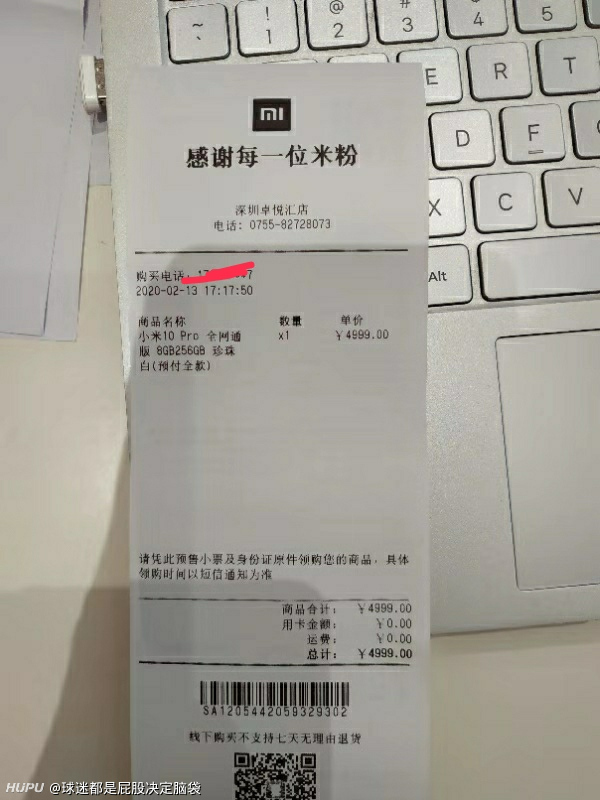 ~
`
!
1
@
2
#
3
$
4
%
5
E
R
T
D
F
X
C
V
Alt
mi
感谢每一位米粉
深圳卓悦汇店
电话: 0755-82728073
购买电话:
2020-02-13 17:17:50
商品名称 数量 单价
小米10 Pro 全网通 x1 ￥4999.00
版 8GB256GB 珍珠
白(预付全款)
请凭此预售小票及身份证原件领购您的商品，具体
领购时间以短信通知为准
商品合计: ￥4999.00
用卡金额: ￥0.00
运费: ￥0.00
总计: ￥4999.00
SA1205442059329302
线下购买不支持七天无理由退货
HUPU @球迷都是屁股决定脑袋